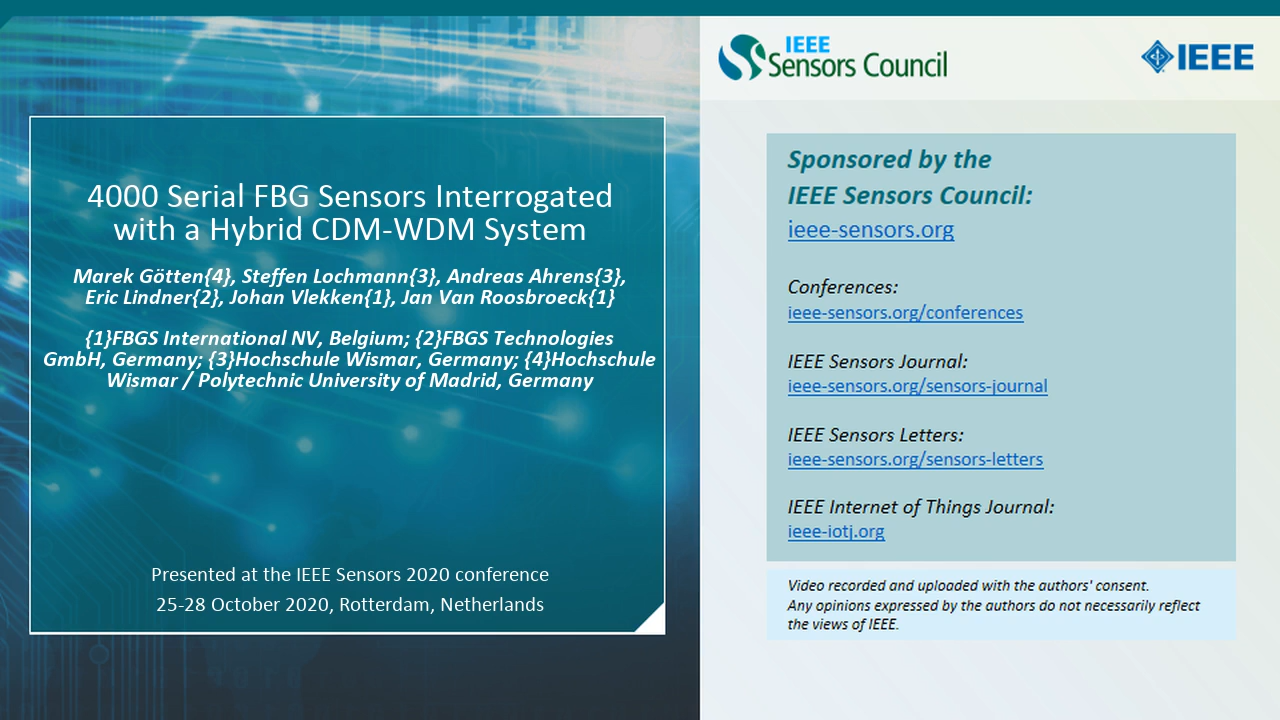 4000 Serial FBG Sensors Interrogated
with a Hybrid CDM-WDM System
Marek Götten{4}, Steffen Lochmann{3}, Andreas Ahrens{3},
Eric Lindner{2}, Johan Vlekken{1}, Jan Van Roosbroeck{1}
{1}FBGS International NV, Belgium; {2}FBGS Technologies
GmbH, Germany; {3}Hochschule Wismar, Germany; {4}Hochschule
Wismar / Polytechnic University of Madrid, Germany
Presented at the IEEE Sensors 2020 conference
25-28 October 2020, Rotterdam, Netherlands
IEEE
Sensors Council
IEEE
Sponsored by the
IEEE Sensors Council:
ieee-sensors.org
Conferences:
ieee-sensors.org/conferences
IEEE Sensors Journal:
ieee-sensors.org/sensors-journal
IEEE Sensors Letters:
ieee-sensors.org/sensors-letters
IEEE Internet of Things Journal:
ieee-iotj.org
Video recorded and uploaded with the authors' consent.
Any opinions expressed by the authors do not necessarily reflect
the views of IEEE.